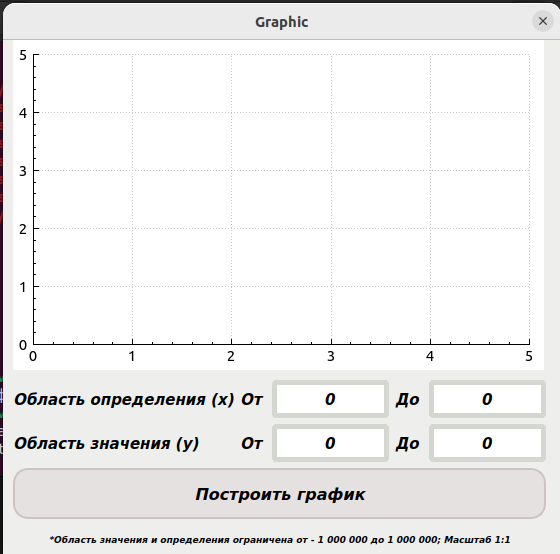 Graphic
5
4
3
2
1
0
0 1 2 3 4 5
Область определения (x) От 0 До 0
Область значения (y) От 0 До 0
Построить график
*Область значения и определения ограничена от - 1 000 000 до 1 000 000; Масштаб 1:1